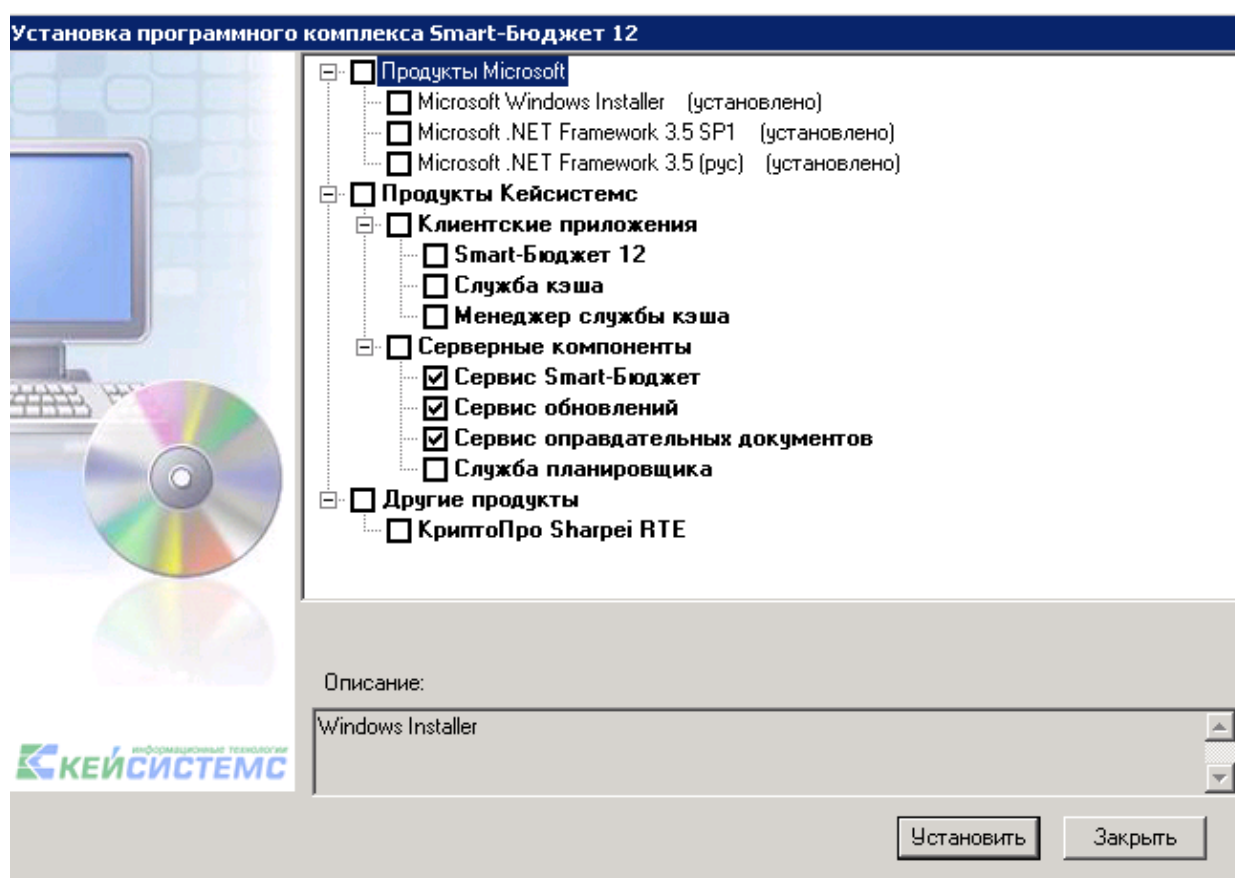 Установка программного комплекса Smart-Бюджет 12
Продукты Microsoft
Microsoft Windows Installer (установлено)
Microsoft .NET Framework 3.5 SP1 (установлено)
Microsoft .NET Framework 3.5 (рус) (установлено)
Продукты Кейсистемс
Клиентские приложения
Smart-Бюджет 12
Служба кэша
Менеджер службы кэша
Серверные компоненты
Сервис Smart-Бюджет
Сервис обновлений
Сервис оправдательных документов
Служба планировщика
Другие продукты
КриптоПро Sharpei RTE
Описание:
Windows Installer
информационные технологии
КЕЙСИСТЕМС
Установить Закрыть